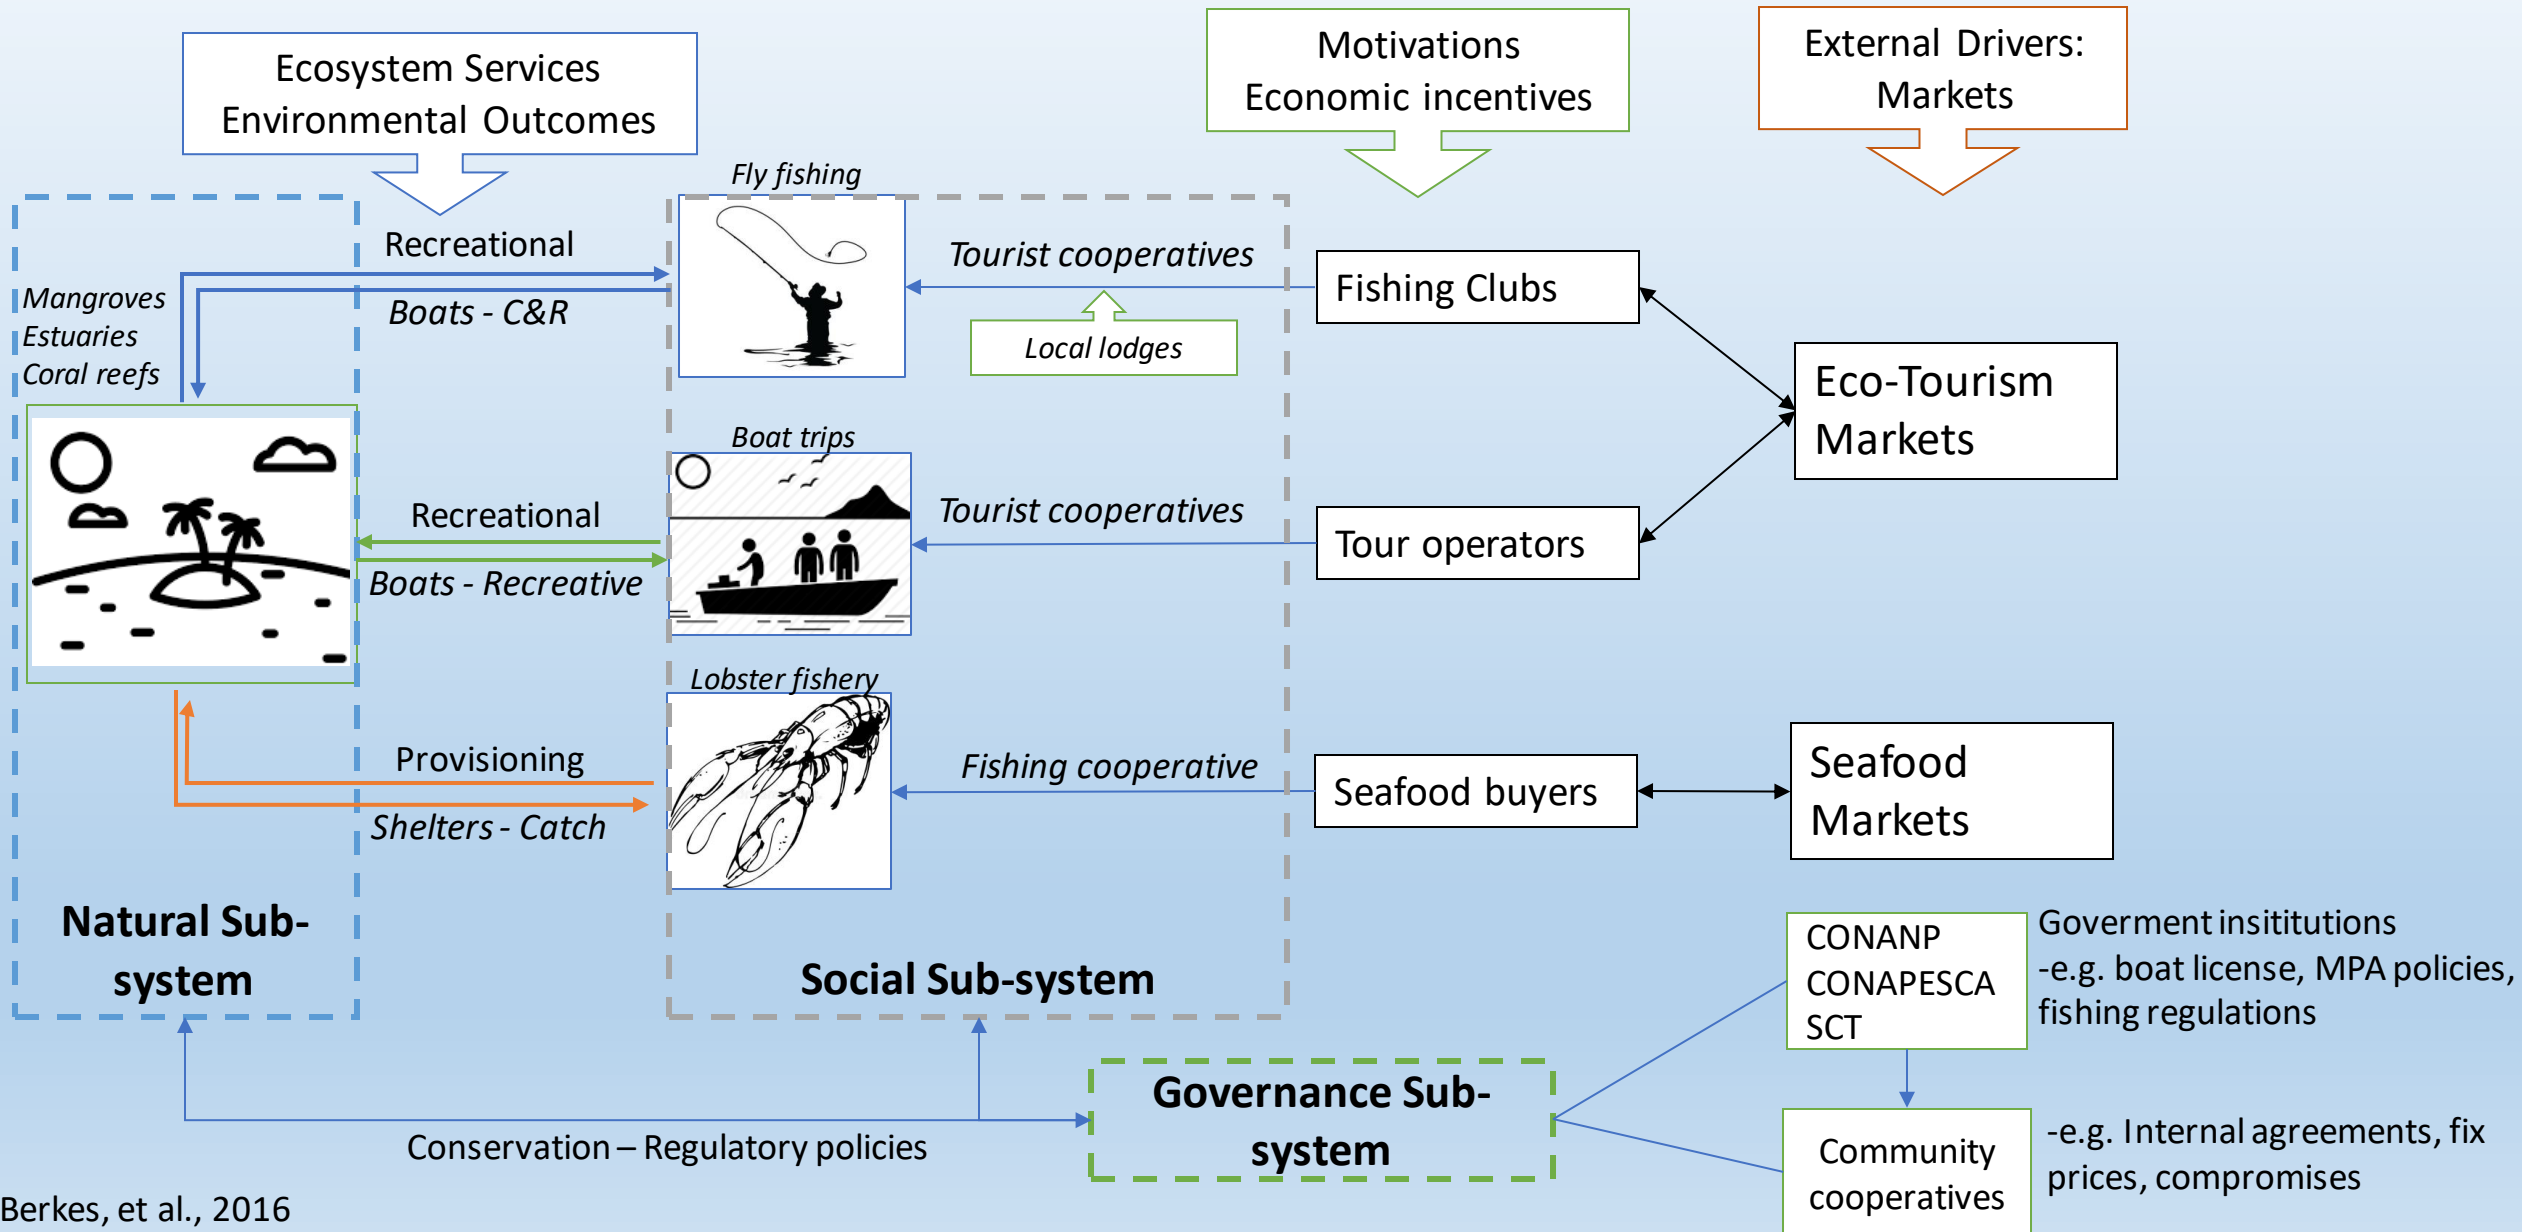 Ecosystem Services
Environmental Outcomes
Motivations
Economic incentives
External Drivers:
Markets
Fly fishing
Recreational
Boats - C&R
Tourist cooperatives
Local lodges
Fishing Clubs
Mangroves
Estuaries
Coral reefs
Eco-Tourism
Markets
Boat trips
Recreational
Boats - Recreative
Tourist cooperatives
Tour operators
Lobster fishery
Provisioning
Shelters - Catch
Fishing cooperative
Seafood buyers
Seafood
Markets
Natural Sub-
system
Social Sub-system
CONANP
CONAPESCA
SCT
Goverment insititutions
-e.g. boat license, MPA policies,
fishing regulations
Governance Sub-
system
Conservation – Regulatory policies
Community
cooperatives
-e.g. Internal agreements, fix
prices, compromises
Berkes, et al., 2016